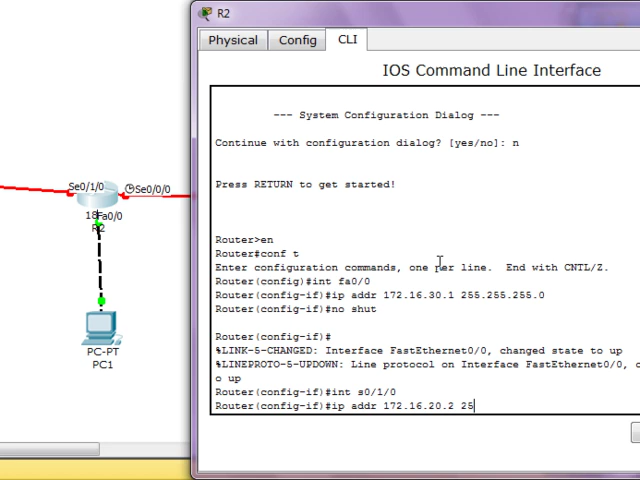 R2
Physical
Config
CLI
IOS Command Line Interface
--- System Configuration Dialog ---
Continue with configuration dialog? [yes/no]: n
Press RETURN to get started!
Router>en
Router#conf t
Enter configuration commands, one per line.  End with CNTL/Z.
Router(config)#int fa0/0
Router(config-if)#ip addr 172.16.30.1 255.255.255.0
Router(config-if)#no shut
Router(config-if)#
%LINK-5-CHANGED: Interface FastEthernet0/0, changed state to up
%LINEPROTO-5-UPDOWN: Line protocol on Interface FastEthernet0/0,
o up
Router(config-if)#int s0/1/0
Router(config-if)#ip addr 172.16.20.2 25
Se0/1/0
Se0/0/0
Fa0/0
R2
PC-PT
PC1